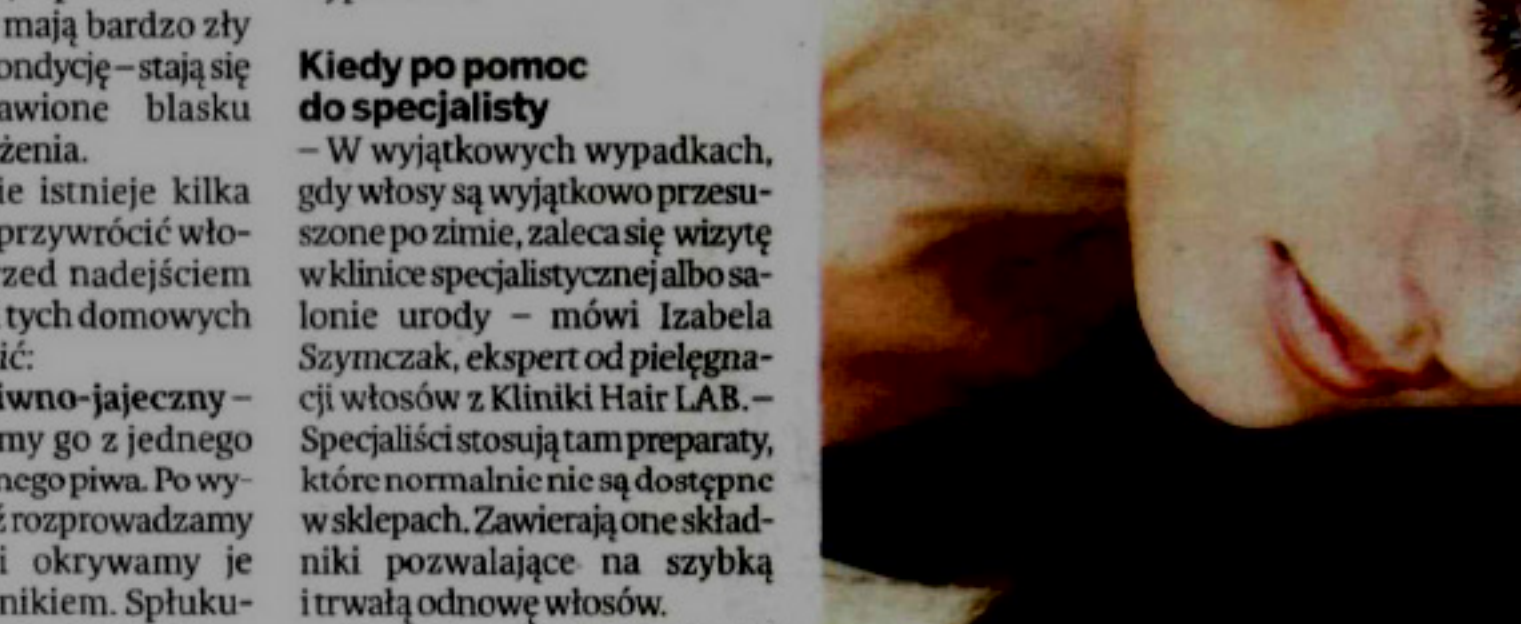 mają bardzo zły
ondycję – stają się
awione blasku
żenia.
ie istnieje kilka
przywrócić wło-
rzed nadejściem
tych domowych
ić:
iwno-jajeczny –
my go z jednego
nego piwa. Po wy-
ź rozprowadzamy
i okrywamy je
nikiem. Spłuku-
Kiedy po pomoc
do specjalisty
– W wyjątkowych wypadkach,
gdy włosy są wyjątkowo przesu-
szone po zimie, zaleca się wizytę
w klinice specjalistycznej albo sa-
lonie urody – mówi Izabela
Szymczak, ekspert od pielęgna-
cji włosów z Kliniki Hair LAB. –
Specjaliści stosują tam preparaty,
które normalnie nie są dostępne
w sklepach. Zawierają one skład-
niki pozwalające na szybką
i trwałą odnowę włosów.